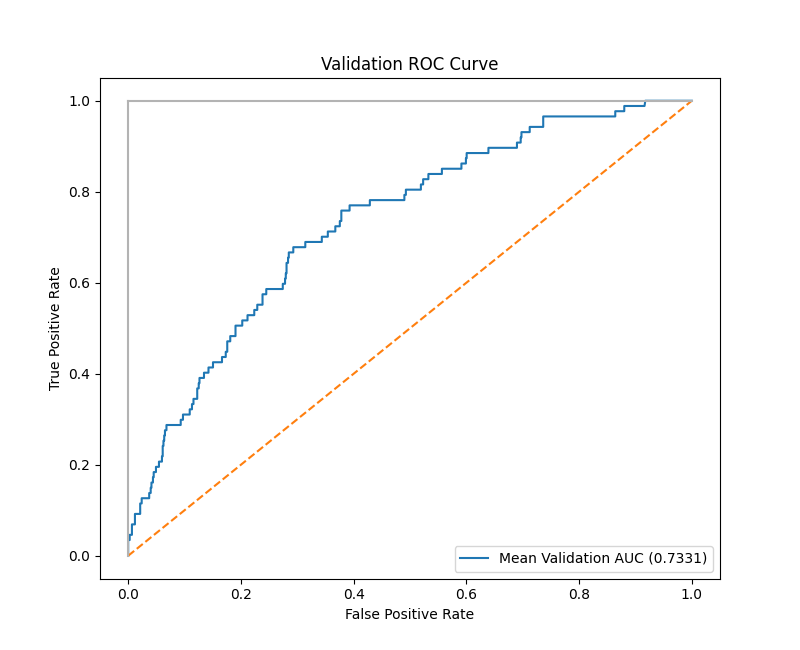 Validation ROC Curve
1.0
0.8
0.6
0.4
0.2
0.0
True Positive Rate
Mean Validation AUC (0.7331)
0.0 0.2 0.4 0.6 0.8 1.0
False Positive Rate